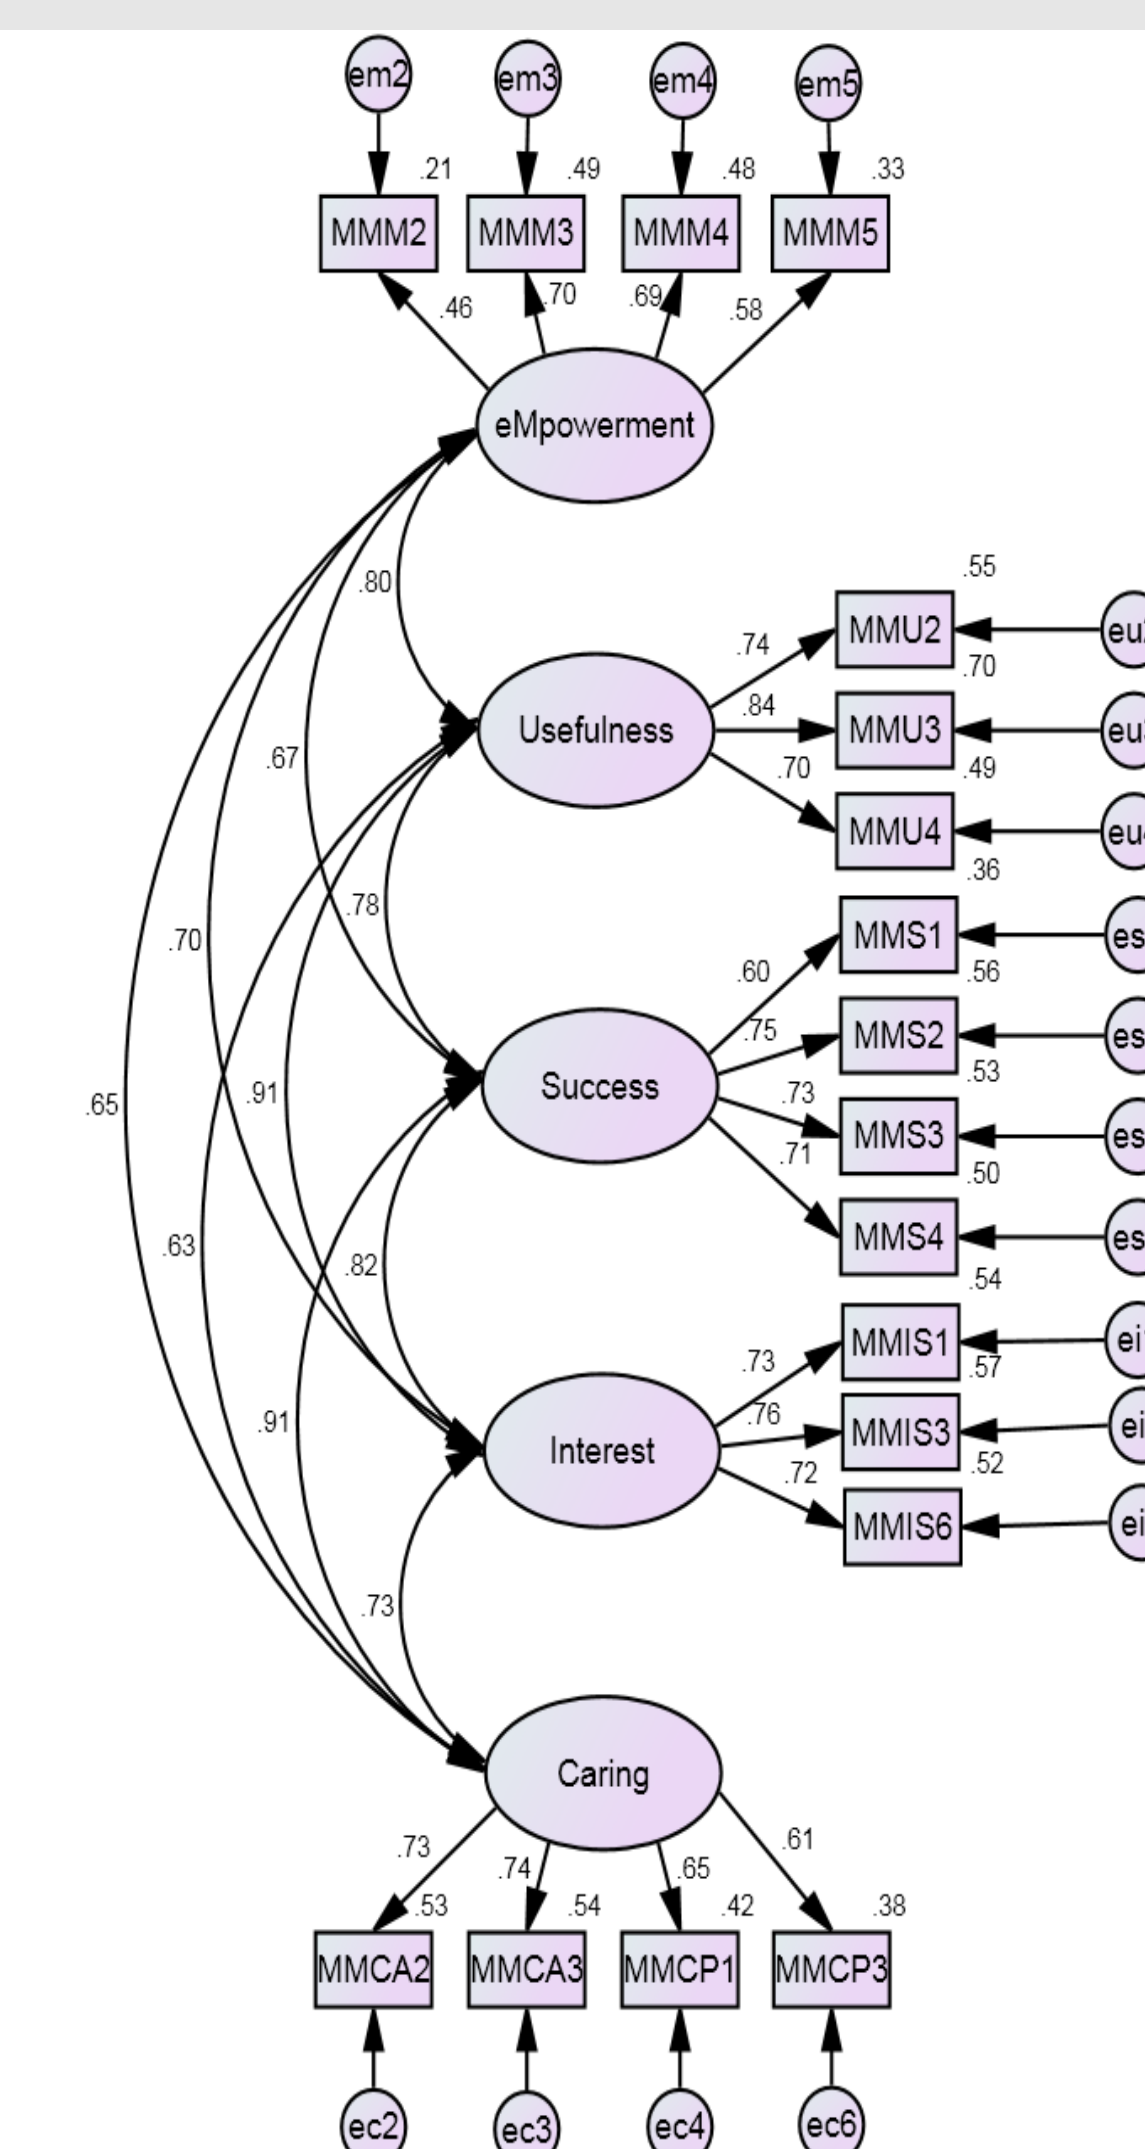 em2 em3 em4 em5
.21 .49 .48 .33
MMM2 MMM3 MMM4 MMM5
.46 .70 .69 .58
eMpowerment
.80
.55
.74 MMU2
.70
.84
Usefulness MMU3
.67 .49
.70
MMU4
.36
.78
.70 MMS1
.60 .56
.75 MMS2
.53
Success
.91 .73
.65 MMS3
.71 .50
MMS4
.63
.82 .54
MMIS1
.73 .57
.76
.91 MMIS3
Interest .52
.72
MMIS6
.73
Caring
.73 .74 .65 .61
.53 .54 .42 .38
MMCA2 MMCA3 MMCP1 MMCP3
ec2 ec3 ec4 ec6